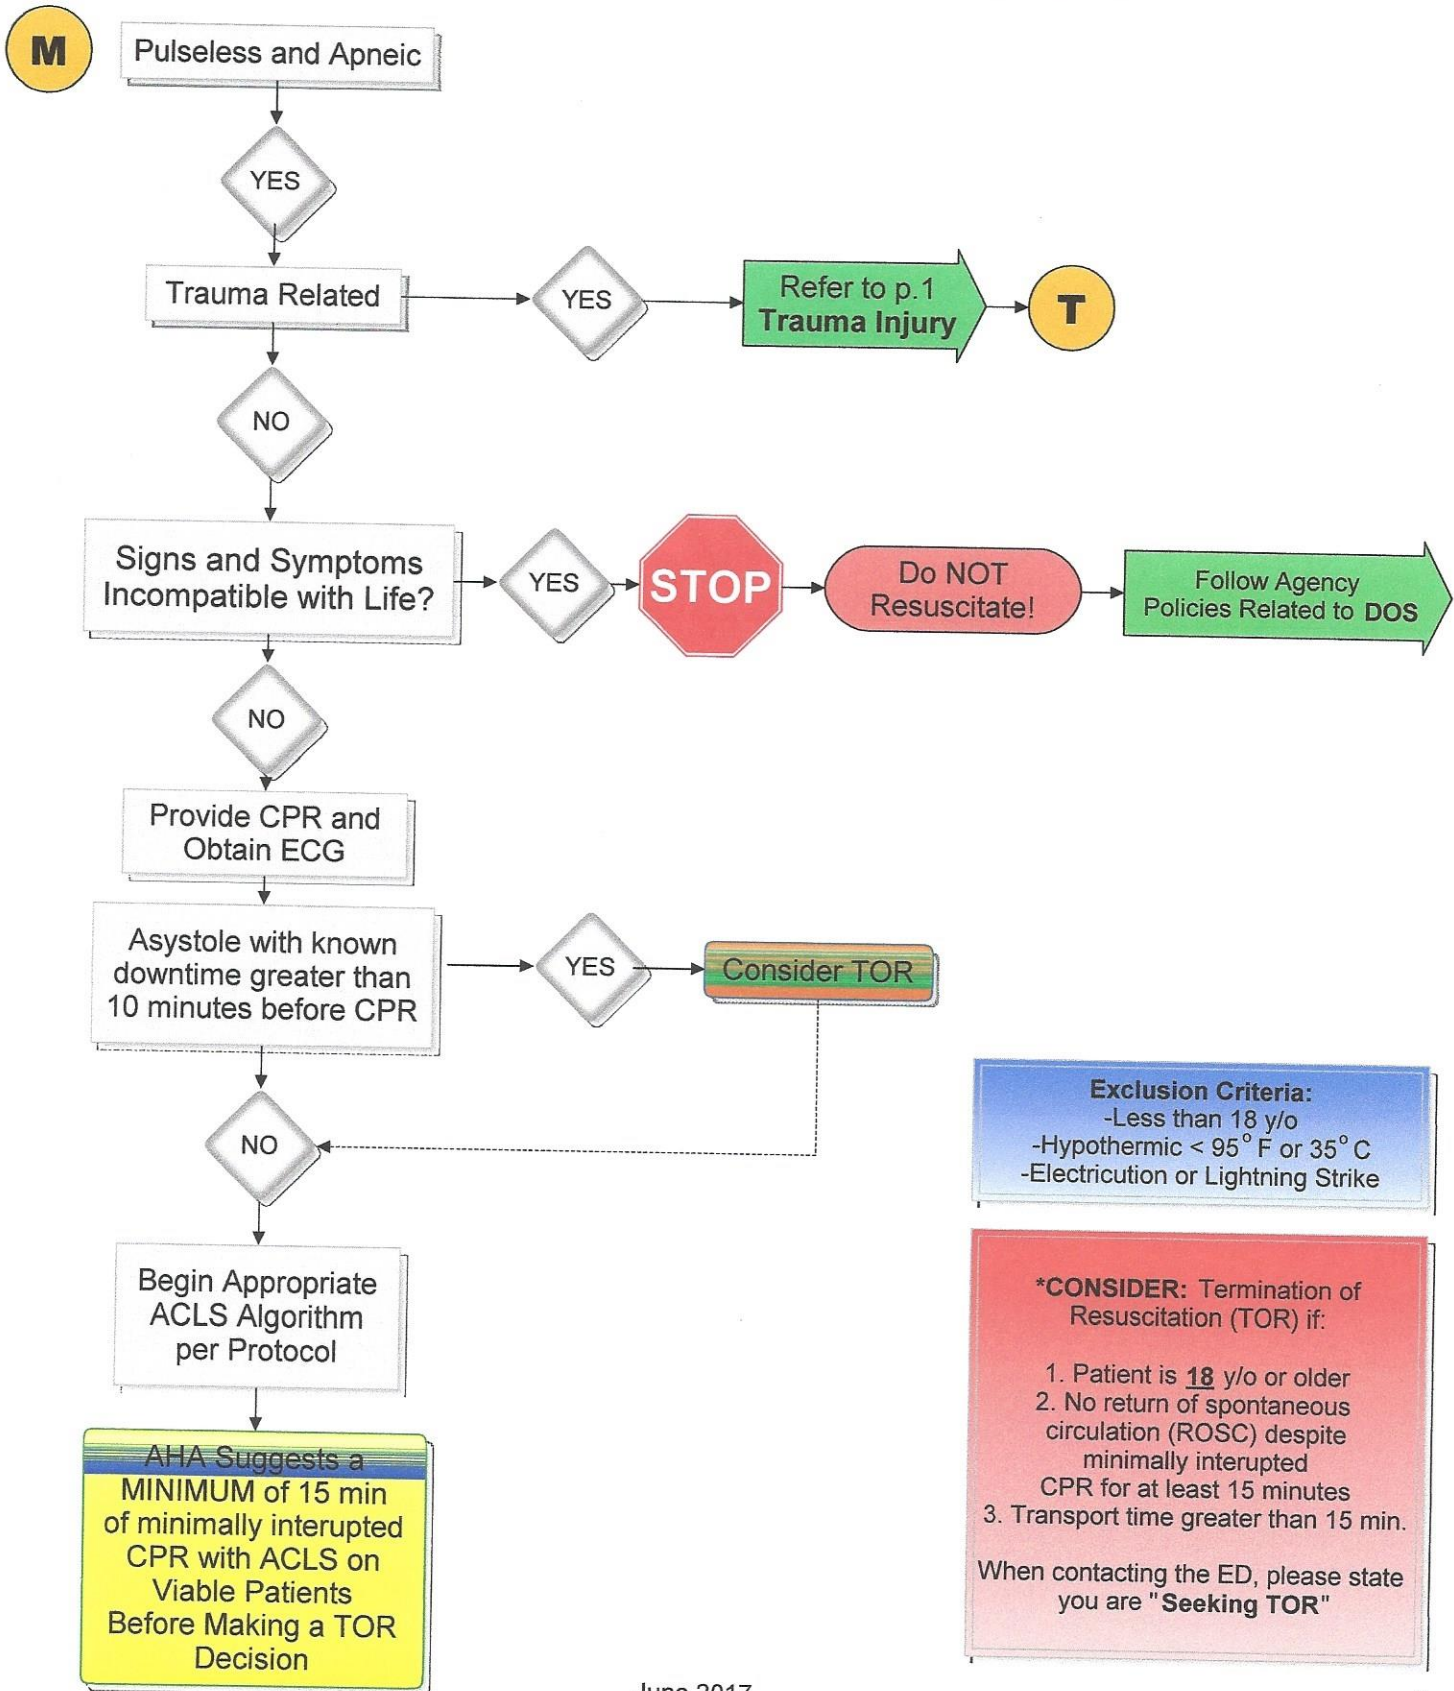 M
Pulseless and Apneic
YES
Trauma Related
YES
Refer to p.1
Trauma Injury
T
NO
Signs and Symptoms
Incompatible with Life?
YES
STOP
Do NOT
Resuscitate!
Follow Agency
Policies Related to DOS
NO
Provide CPR and
Obtain ECG
Asystole with known
downtime greater than
10 minutes before CPR
YES
Consider TOR
NO
Begin Appropriate
ACLS Algorithm
per Protocol
AHA Suggests a
MINIMUM of 15 min
of minimally interupted
CPR with ACLS on
Viable Patients
Before Making a TOR
Decision
Exclusion Criteria:
-Less than 18 y/o
-Hypothermic < 95° F or 35° C
-Electricution or Lightning Strike
*CONSIDER: Termination of
Resuscitation (TOR) if:
1. Patient is 18 y/o or older
2. No return of spontaneous
circulation (ROSC) despite
minimally interupted
CPR for at least 15 minutes
3. Transport time greater than 15 min.
When contacting the ED, please state
you are "Seeking TOR"
June 2017